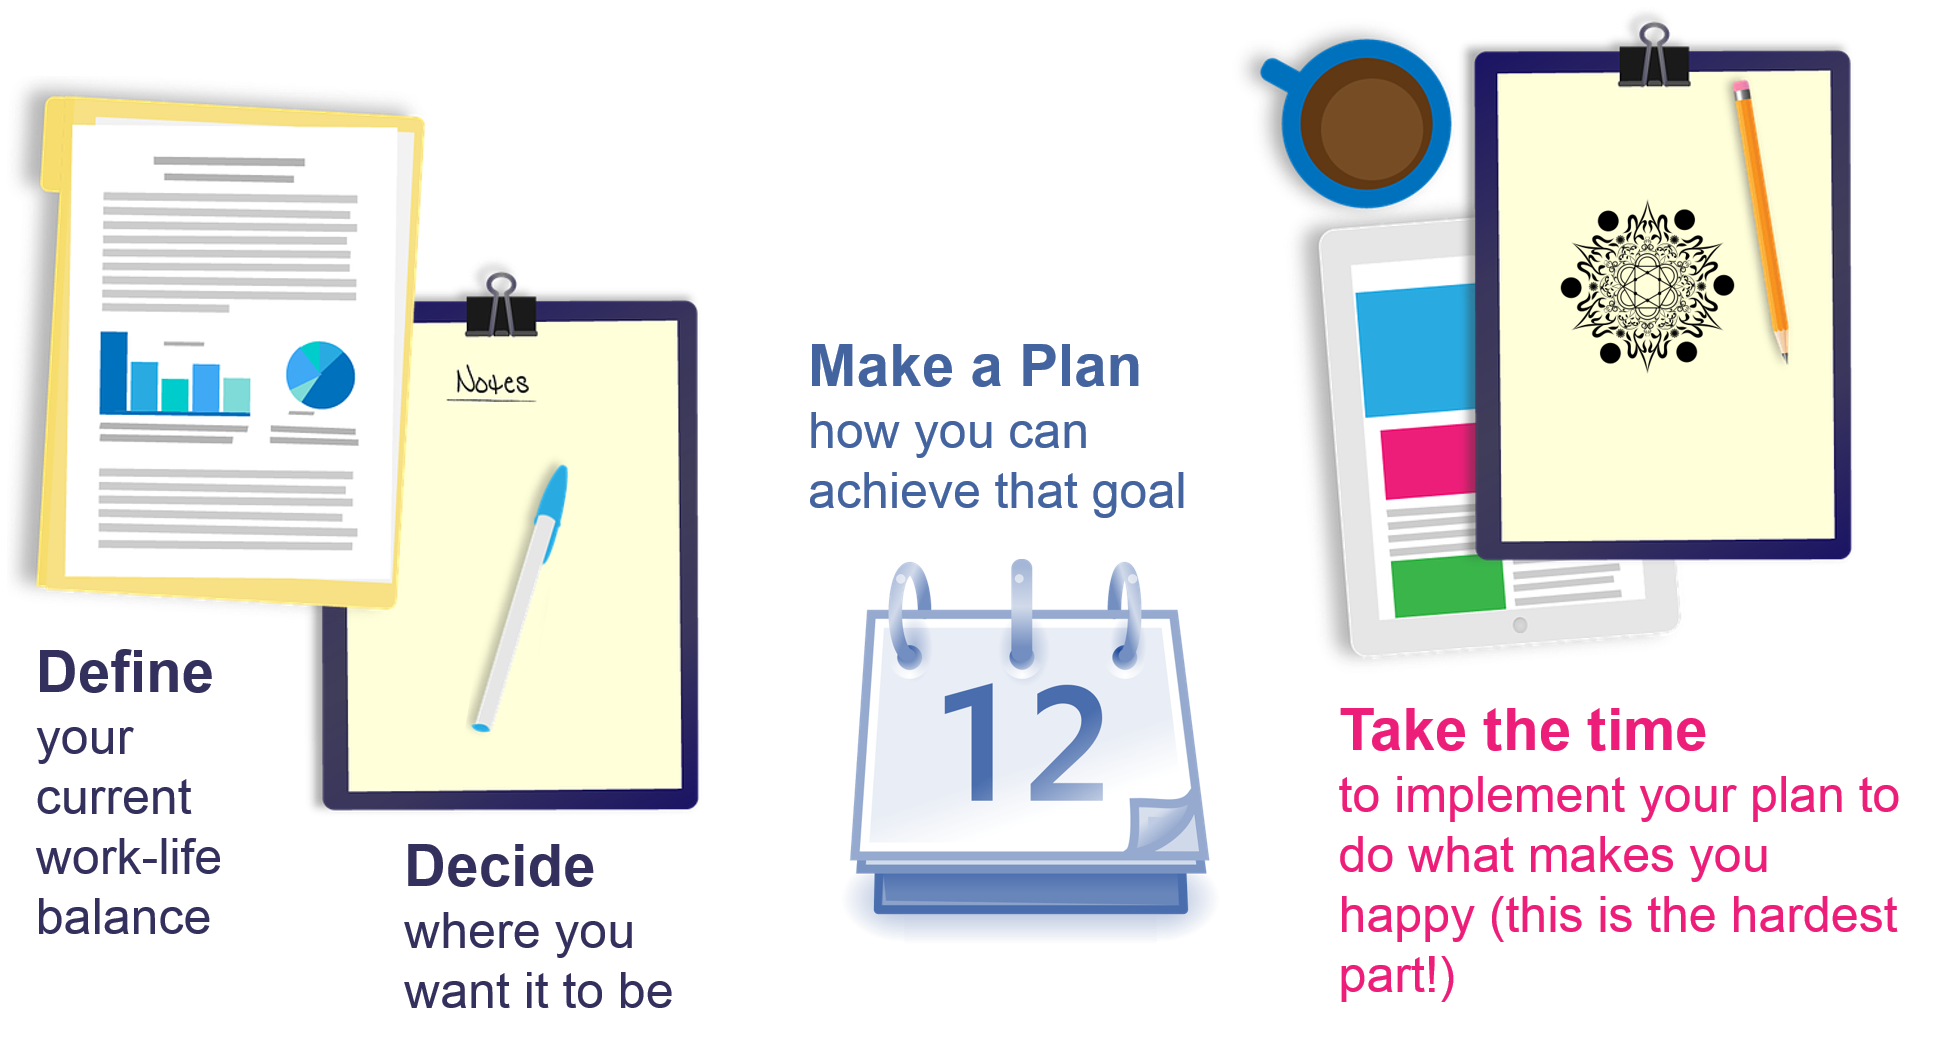 Notes
Define
your
current
work-life
balance
Decide
where you
want it to be
Make a Plan
how you can
achieve that goal
12
Take the time
to implement your plan to
do what makes you
happy (this is the hardest
part!)